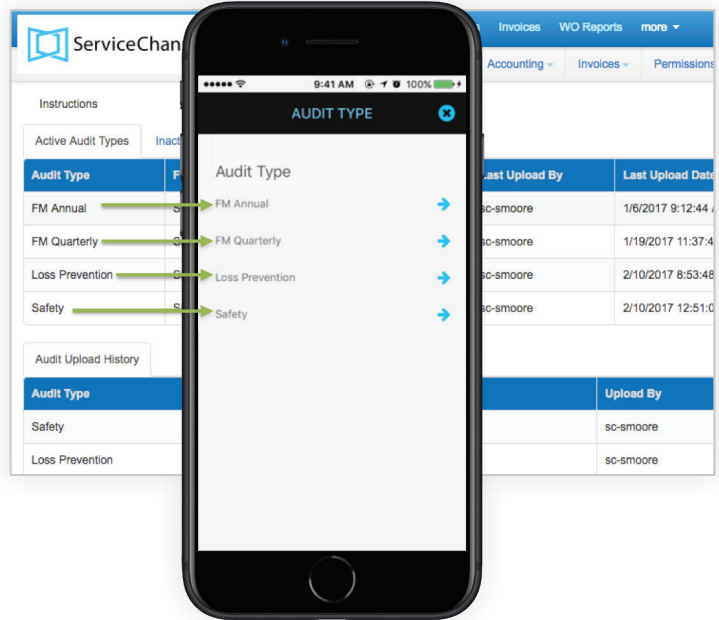 ServiceChan
Invoices WO Reports more
Accounting Invoices Permissions
Instructions
Active Audit Types Inact
Audit Type F Last Upload By Last Upload Date
FM Annual S sc-smoore 1/6/2017 9:12:44
FM Quarterly S sc-smoore 1/19/2017 11:37:4
Loss Prevention S sc-smoore 2/10/2017 8:53:48
Safety S sc-smoore 2/10/2017 12:51:0
Audit Upload History
Audit Type Upload By
Safety sc-smoore
Loss Prevention sc-smoore
9:41 AM 100%
AUDIT TYPE
Audit Type
FM Annual
FM Quarterly
Loss Prevention
Safety